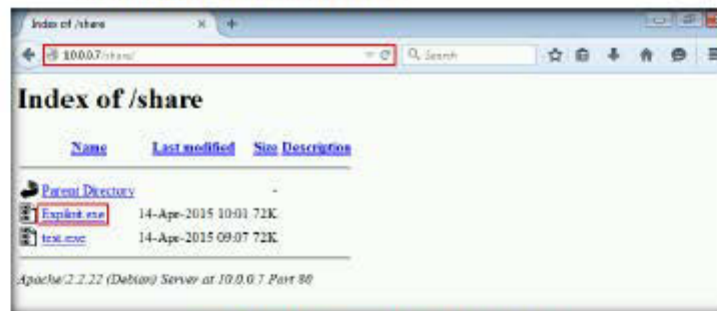 Index of /share
10.0.0.7/share/
Search
Index of /share
Name Last modified Size Description
Parent Directory -
Exploit.exe 14-Apr-2015 10:01 72K
test.exe 14-Apr-2015 09:07 72K
Apache/2.2.22 (Debian) Server at 10.0.0.7 Port 80